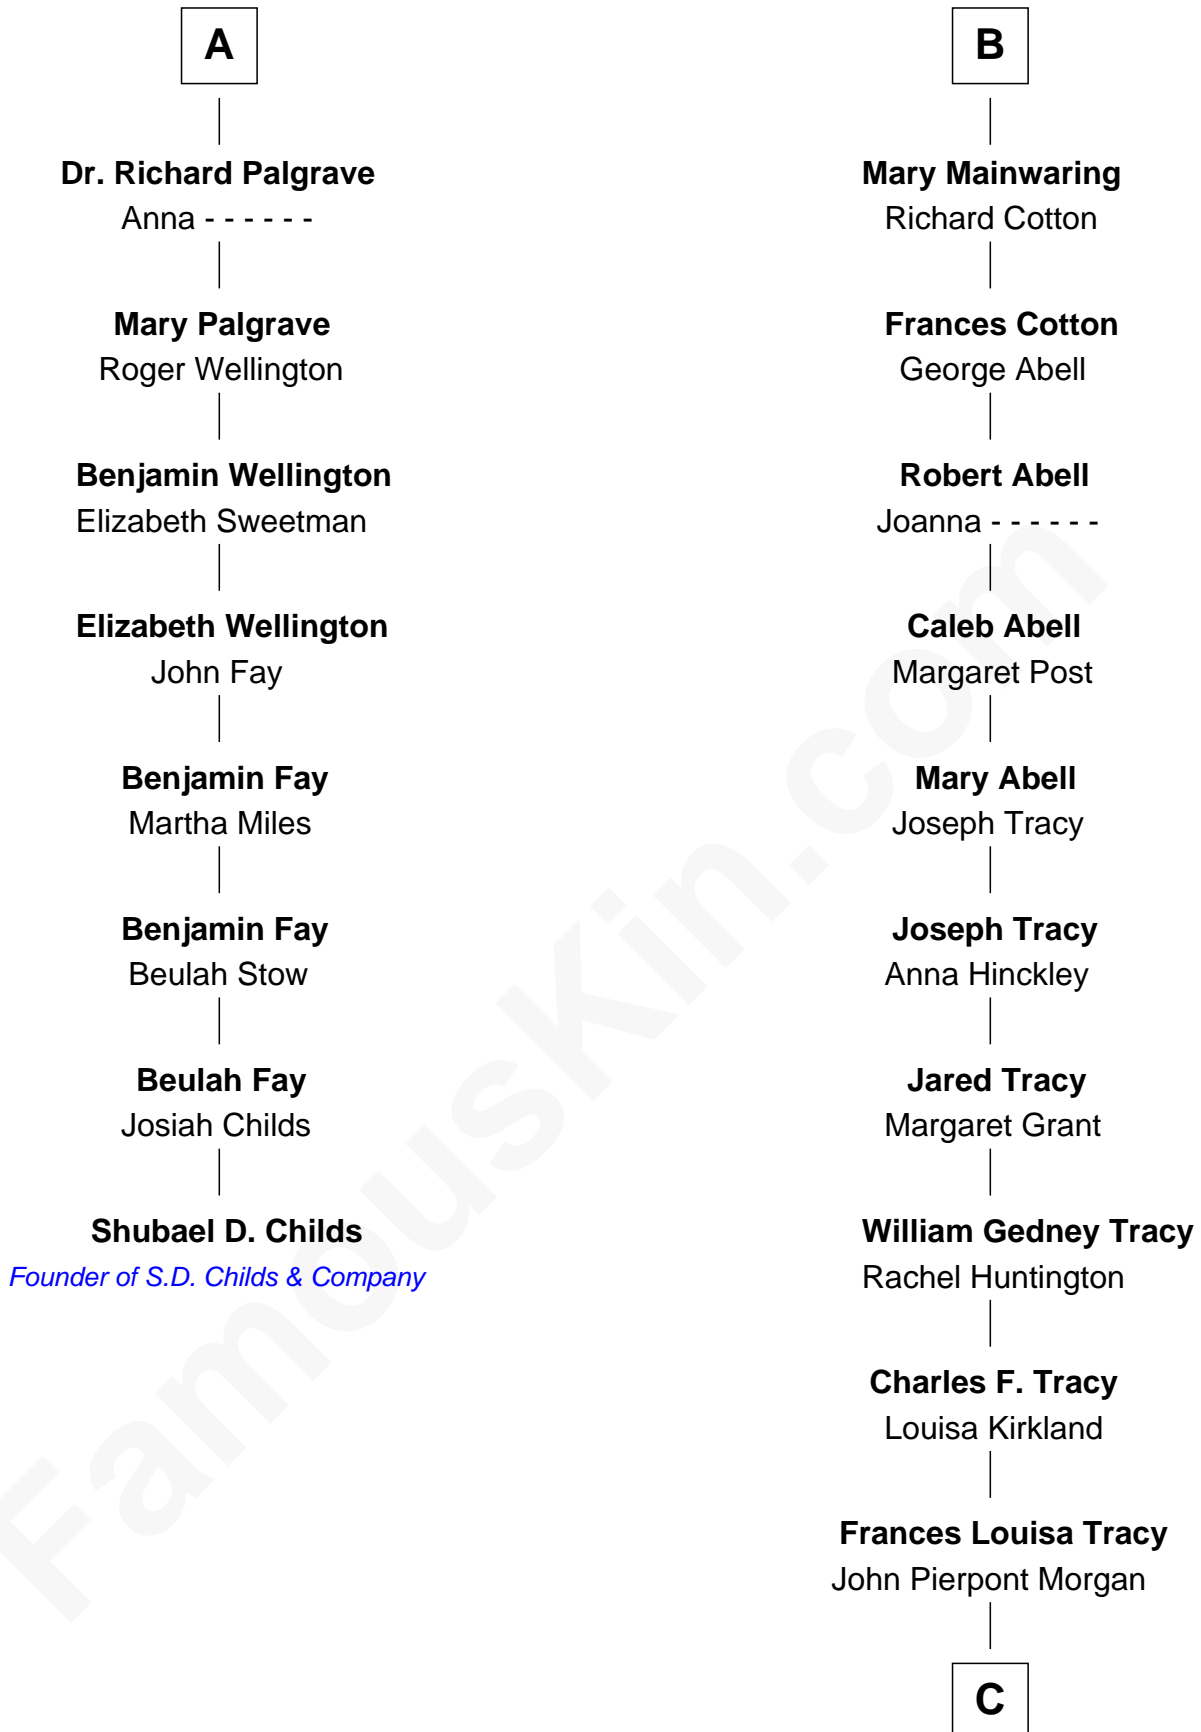 A
Dr. Richard Palgrave
Anna - - - - - -
Mary Palgrave
Roger Wellington
Benjamin Wellington
Elizabeth Sweetman
Elizabeth Wellington
John Fay
Benjamin Fay
Martha Miles
Benjamin Fay
Beulah Stow
Beulah Fay
Josiah Childs
Shubael D. Childs
Founder of S.D. Childs & Company
B
Mary Mainwaring
Richard Cotton
Frances Cotton
George Abell
Robert Abell
Joanna - - - - - -
Caleb Abell
Margaret Post
Mary Abell
Joseph Tracy
Joseph Tracy
Anna Hinckley
Jared Tracy
Margaret Grant
William Gedney Tracy
Rachel Huntington
Charles F. Tracy
Louisa Kirkland
Frances Louisa Tracy
John Pierpont Morgan
C
FamousKin.com